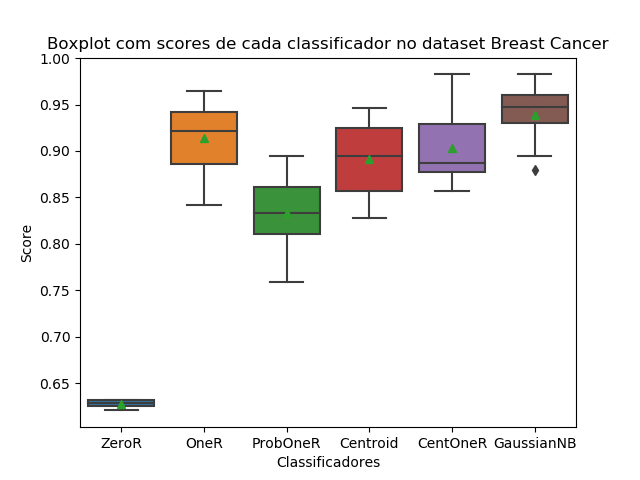 Boxplot com scores de cada classificador no dataset Breast Cancer
1.00
0.95
0.90
0.85
0.80
0.75
0.70
0.65
Score
ZeroR OneR ProbOneR Centroid CentOneR GaussianNB
Classificadores